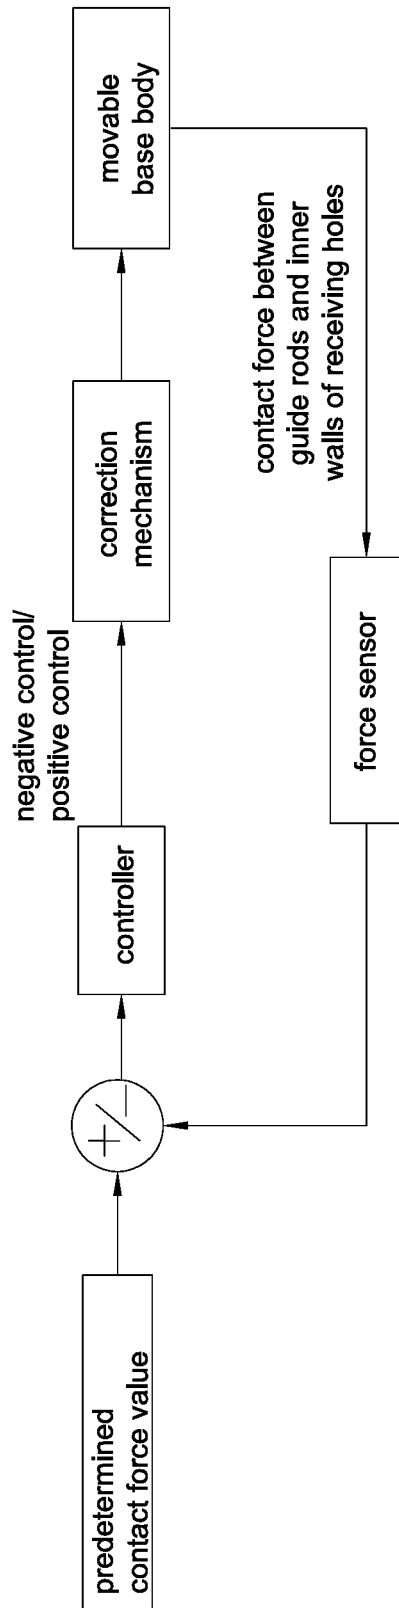 predetermined
contact force value
+/−
controller
negative control/
positive control
correction
mechanism
movable
base body
contact force between
guide rods and inner
walls of receiving holes
force sensor